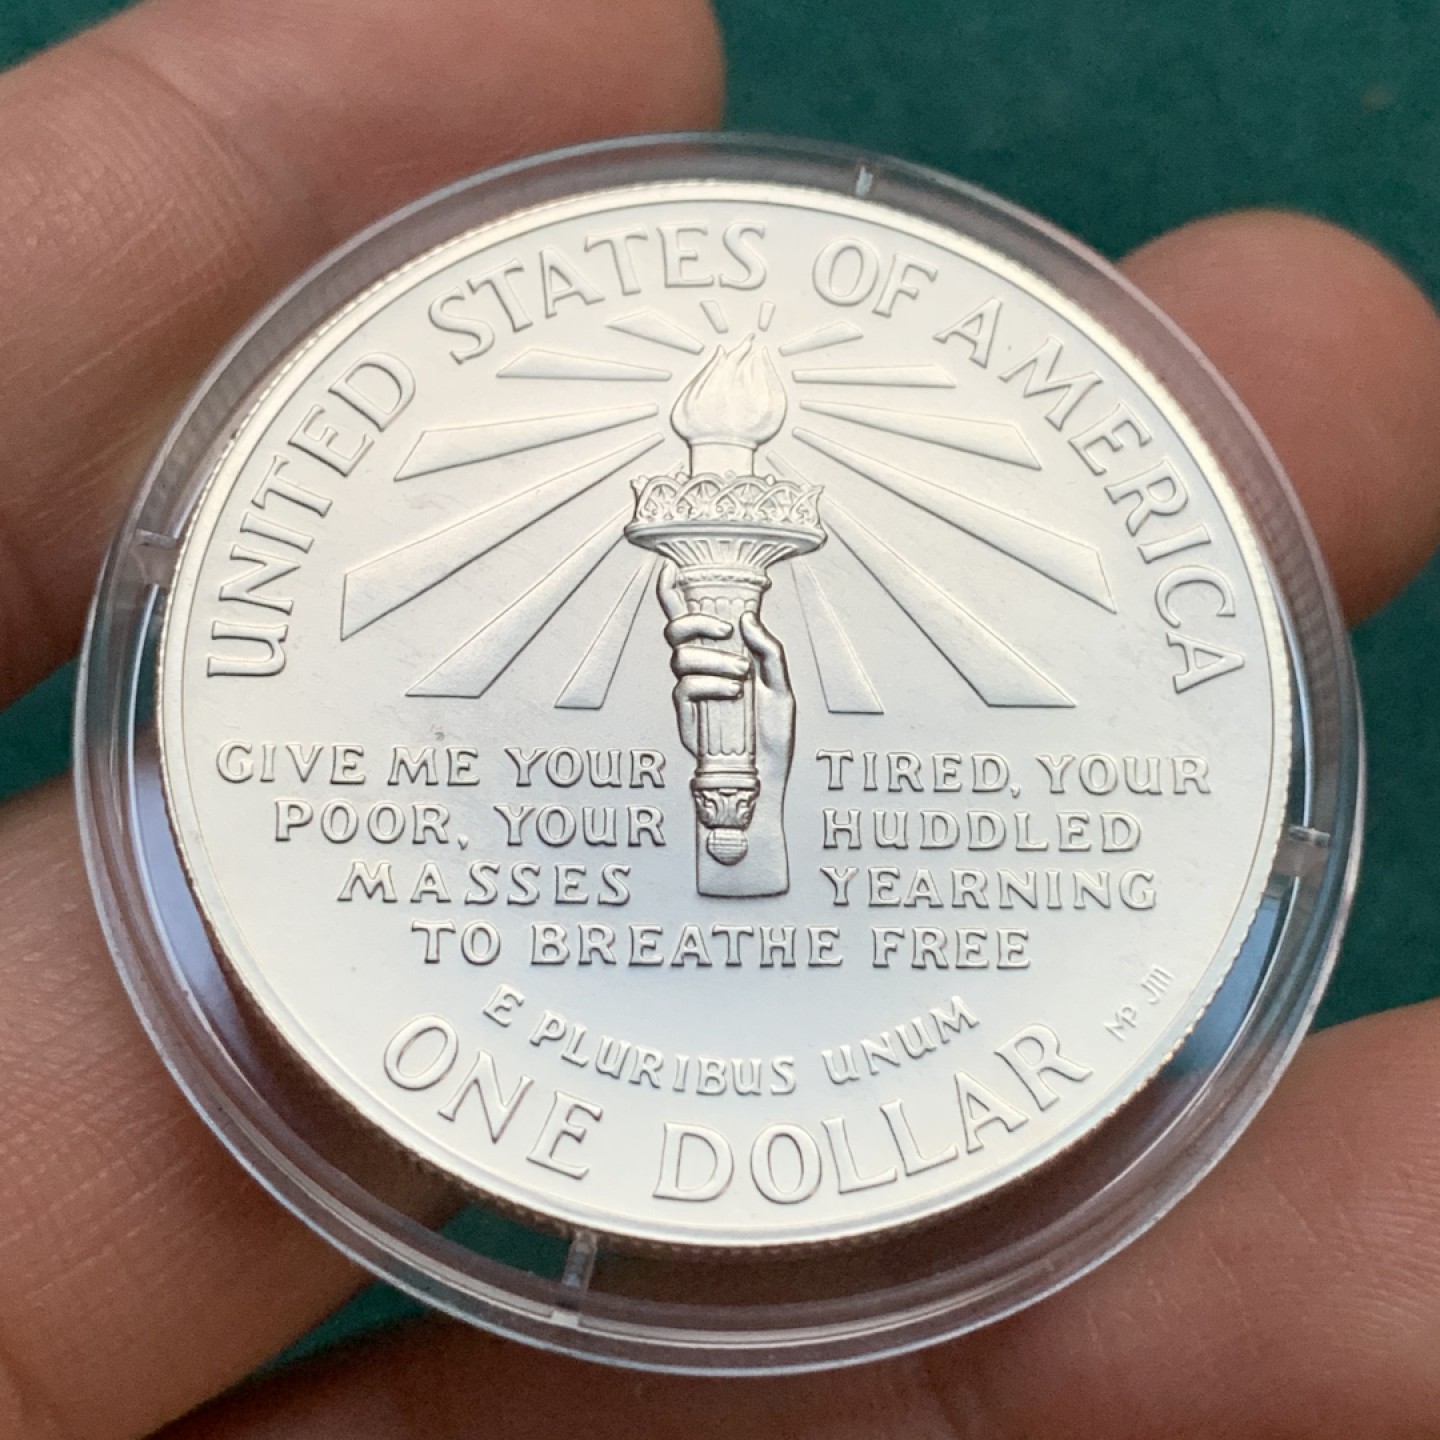 UNITED STATES OF AMERICA
GIVE ME YOUR TIRED, YOUR
POOR, YOUR HUDDLED
MASSES YEARNING
TO BREATHE FREE
E PLURIBUS UNUM
ONE DOLLAR
MP JM